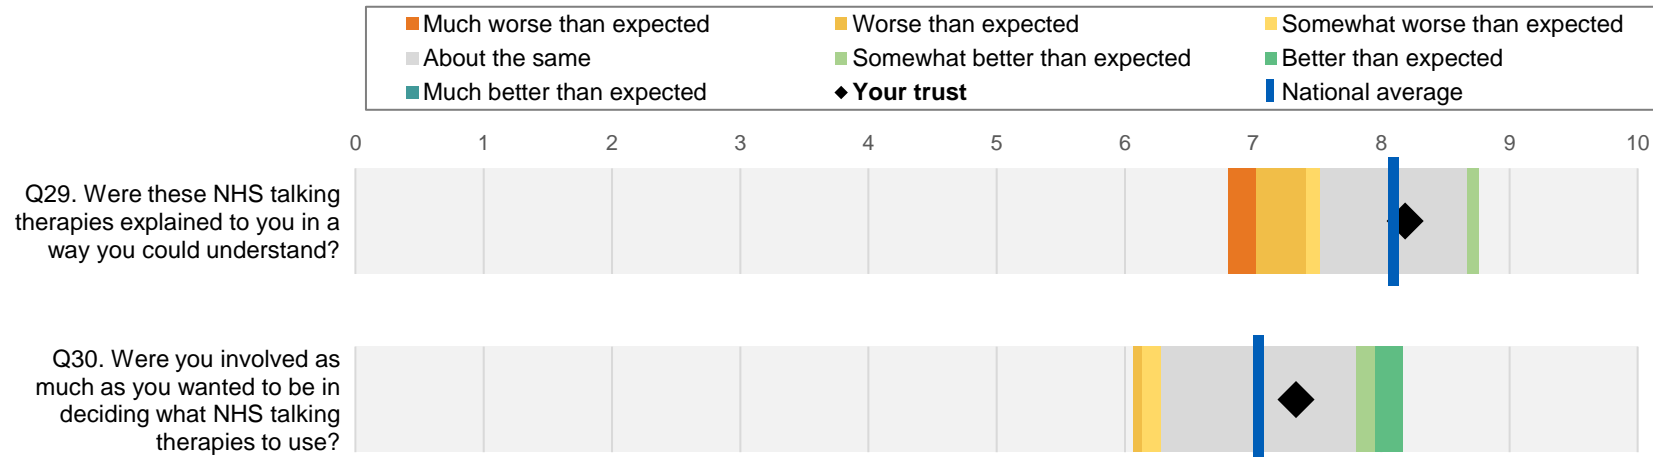 Much worse than expected
Worse than expected
Somewhat worse than expected
About the same
Somewhat better than expected
Better than expected
Much better than expected
Your trust
National average
0 1 2 3 4 5 6 7 8 9 10
Q29. Were these NHS talking
therapies explained to you in a
way you could understand?
Q30. Were you involved as
much as you wanted to be in
deciding what NHS talking
therapies to use?